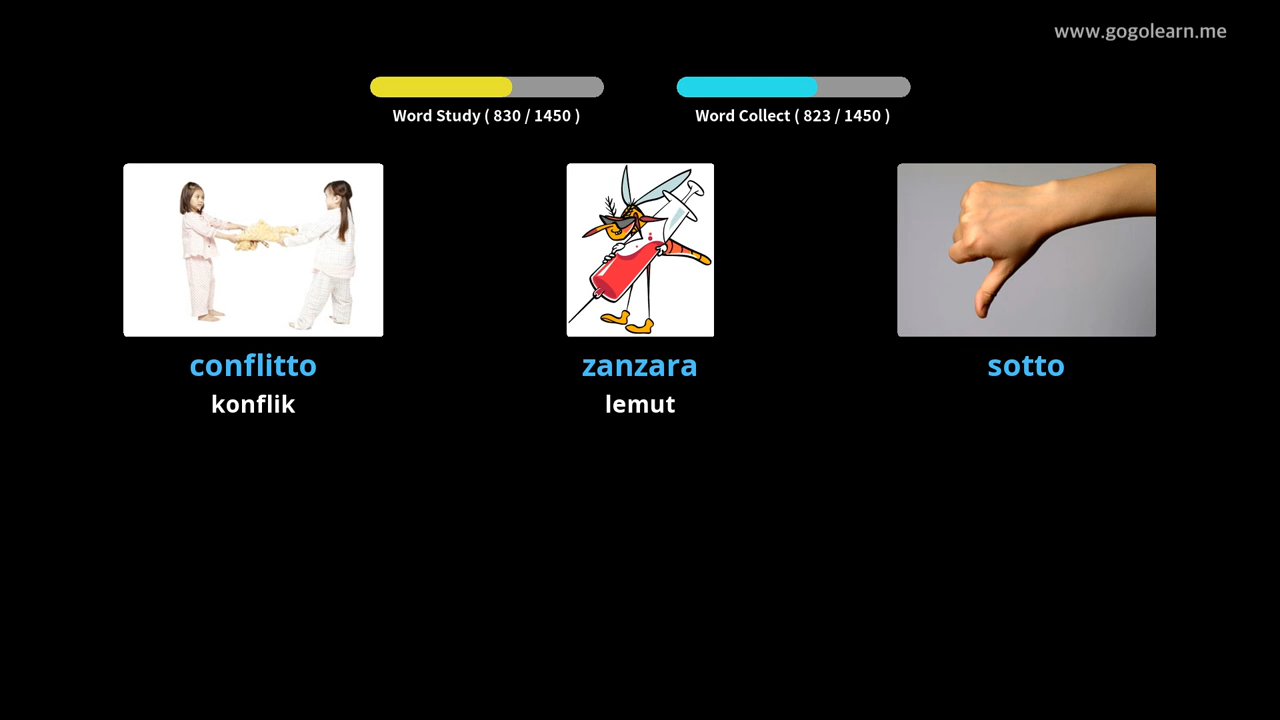 www.gogolearn.me
Word Study ( 830 / 1450 )
Word Collect ( 823 / 1450 )
conflitto
zanzara
sotto
konflik
lemut